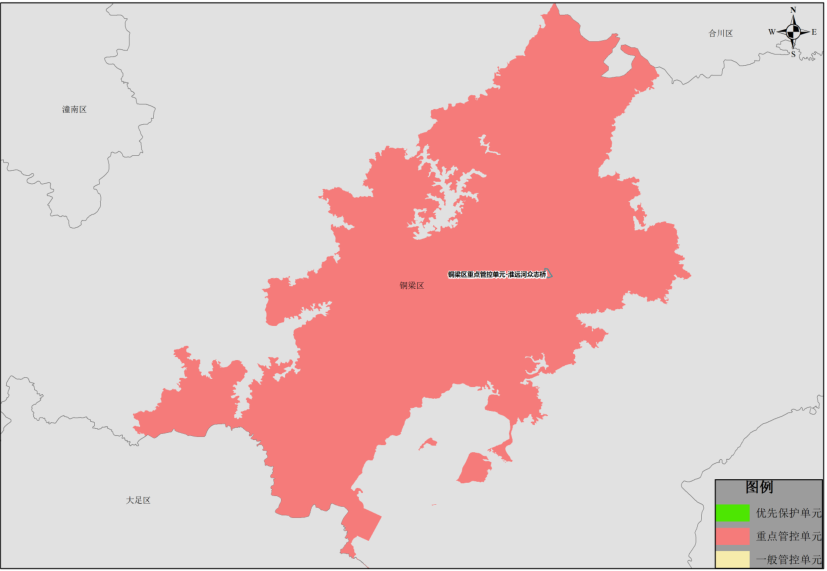 N
合川区
W E
S
潼南区
铜梁区重点管控单元-淮远河众志桥
铜梁区
大足区
图例
优先保护单元
重点管控单元
一般管控单元